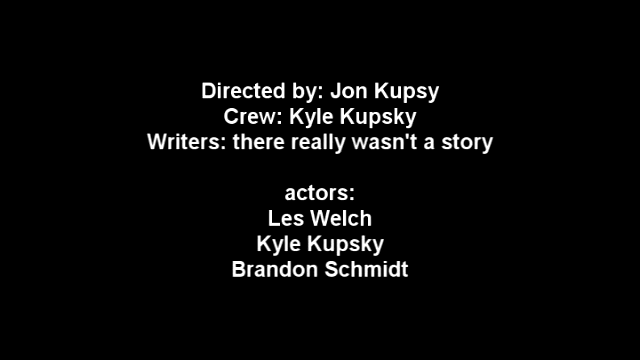 Directed by: Jon Kupsy
Crew: Kyle Kupsky
Writers: there really wasn't a story
actors:
Les Welch
Kyle Kupsky
Brandon Schmidt